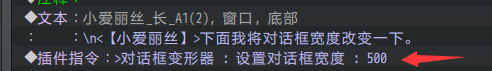 ◆注释：
◆文本：小爱丽丝_长_A1(2), 窗口, 底部
：　　：\n<【小爱丽丝】>下面我将对话框宽度改变一下。
◆插件指令：>对话框变形器 : 设置对话框宽度 : 500